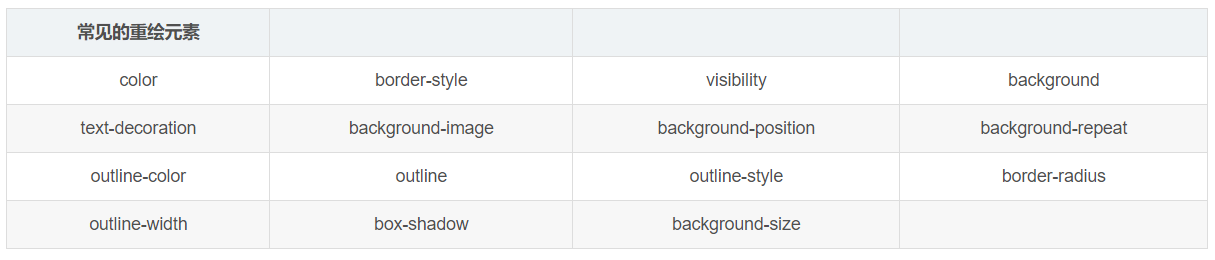 常见的重绘元素
color border-style visibility background
text-decoration background-image background-position background-repeat
outline-color outline outline-style border-radius
outline-width box-shadow background-size